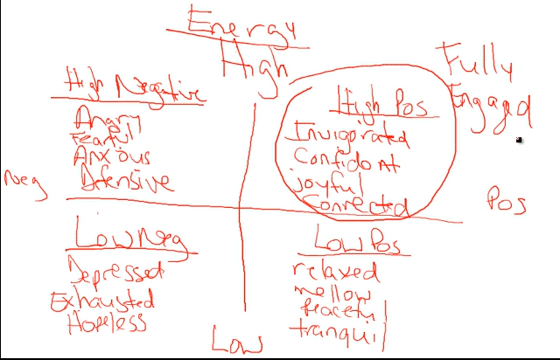 Energy
High
Fully
Engaged
High Negative
Angry
Fearful
Anxious
Defensive
High Pos
Invigorated
Confident
joyful
Connected
Neg
Pos
Low Neg
Depressed
Exhausted
Hopeless
Low Pos
relaxed
mellow
Peaceful
tranquil
Low